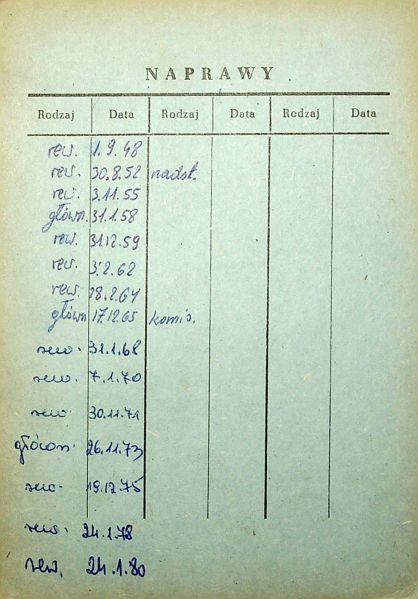 NAPRAWY
Rodzaj Data Rodzaj Data Rodzaj Data
rew. 1.9.48
rew. 30.8.52 nadst.
rew. 3.11.55
główn. 31.1.58
rew. 31.12.59
rew. 3.2.62
rew. 28.2.64
główn 17.12.65 komis.
rew. 31.1.68
rew. 7.1.70
rew. 30.11.71
główn. 26.11.73
rew. 19.12.75
rew. 24.1.78
rew. 24.1.80